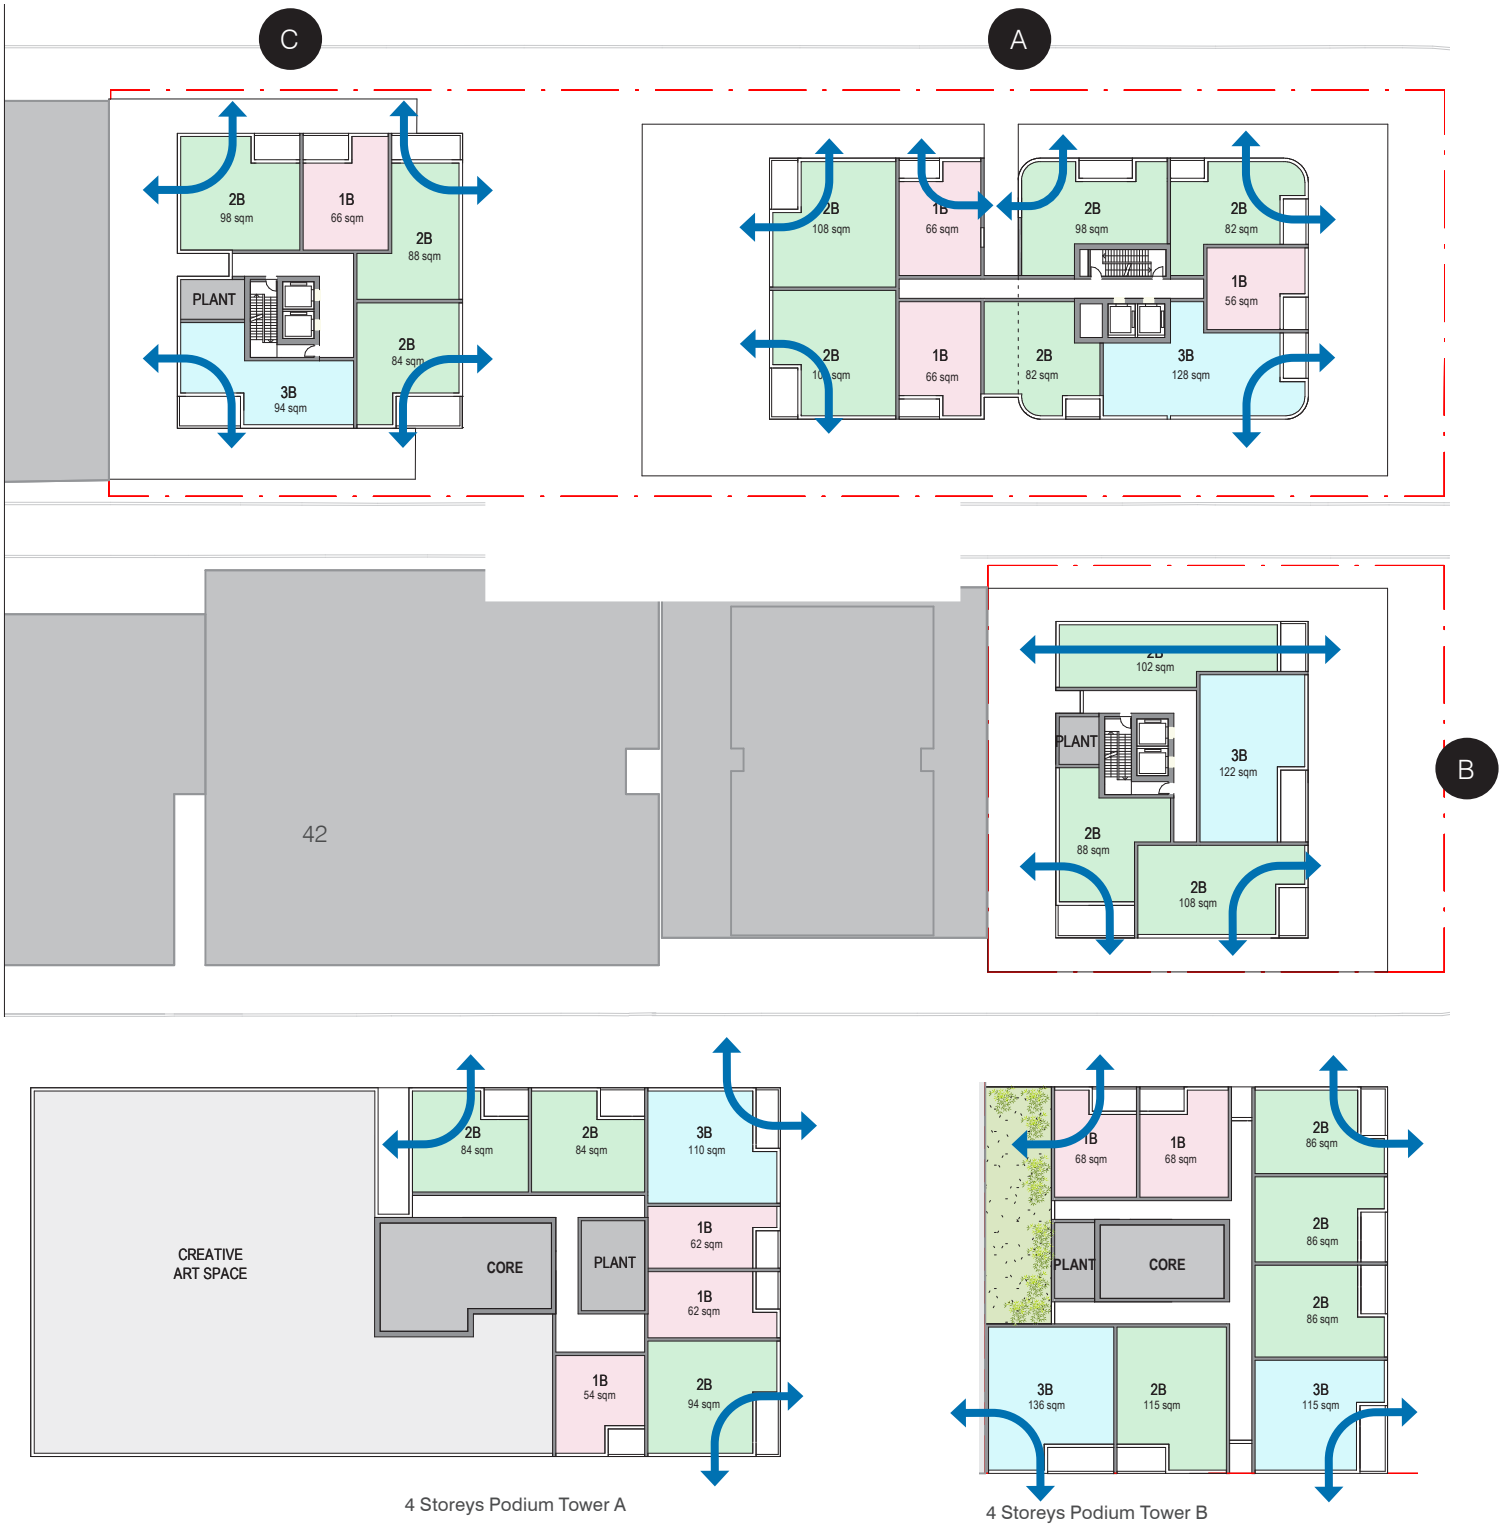 C
A
2B
98 sqm
1B
66 sqm
2B
88 sqm
PLANT
2B
84 sqm
3B
94 sqm
2B
108 sqm
1B
66 sqm
2B
98 sqm
2B
82 sqm
1B
56 sqm
2B
1B
66 sqm
2B
82 sqm
3B
128 sqm
2B
102 sqm
PLANT
3B
122 sqm
B
42
2B
88 sqm
2B
108 sqm
2B
84 sqm
2B
84 sqm
3B
110 sqm
1B
62 sqm
CREATIVE
ART SPACE
CORE
PLANT
1B
62 sqm
1B
54 sqm
2B
94 sqm
4 Storeys Podium Tower A
1B
68 sqm
1B
68 sqm
2B
86 sqm
2B
86 sqm
PLANT
CORE
2B
86 sqm
3B
136 sqm
2B
115 sqm
3B
115 sqm
4 Storeys Podium Tower B